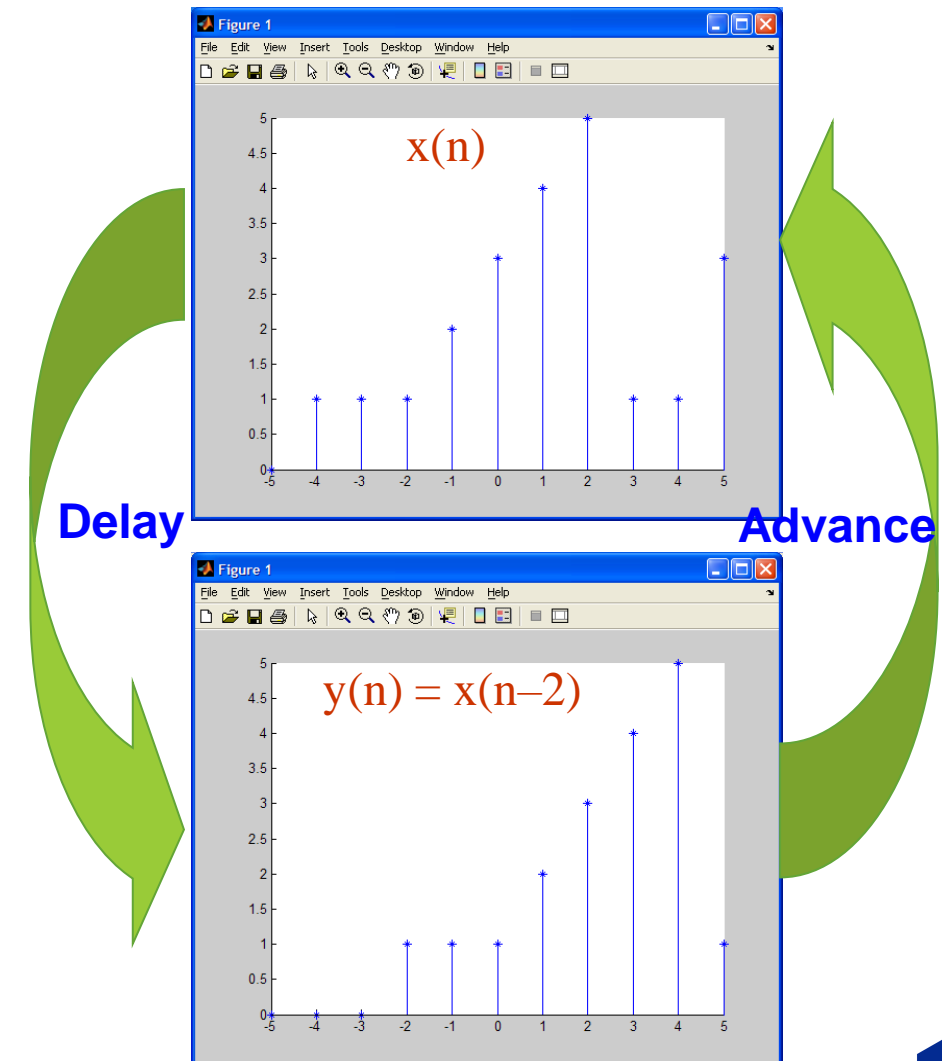 Figure 1
File Edit View Insert Tools Desktop Window Help
x(n)
5
4.5
4
3.5
3
2.5
2
1.5
1
0.5
0
-5 -4 -3 -2 -1 0 1 2 3 4 5
Delay
Advance
Figure 1
File Edit View Insert Tools Desktop Window Help
y(n) = x(n–2)
5
4.5
4
3.5
3
2.5
2
1.5
1
0.5
0
-5 -4 -3 -2 -1 0 1 2 3 4 5